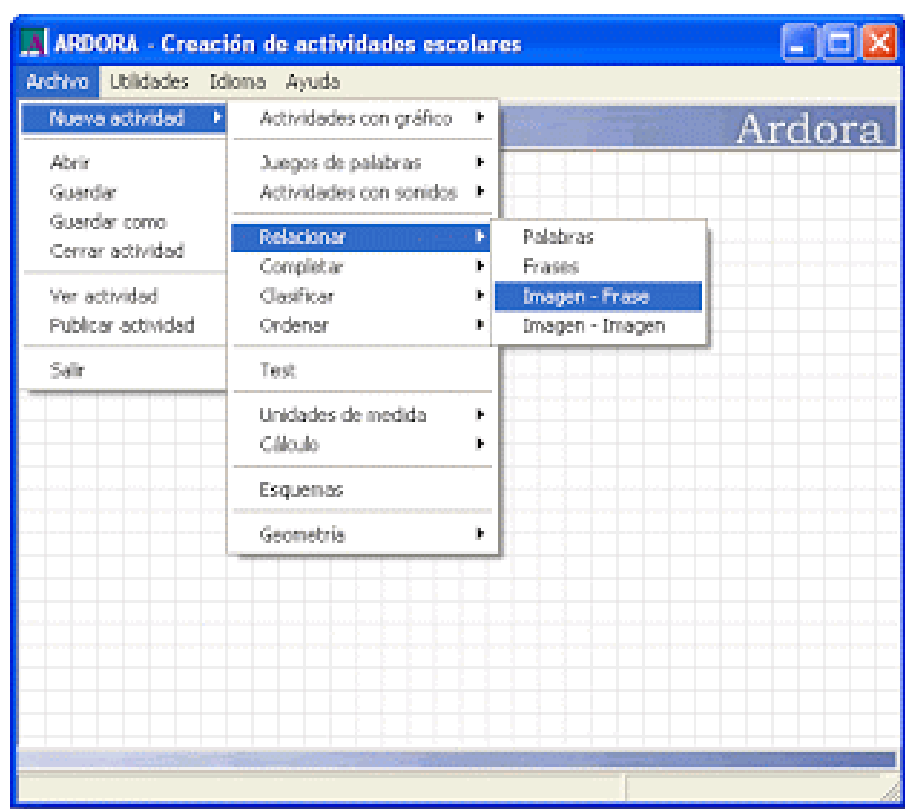 ARDORA - Creación de actividades escolares
Archivo Utilidades Idioma Ayuda
Ardora
Nueva actividad
Abrir
Guardar
Guardar como
Cerrar actividad
Ver actividad
Publicar actividad
Salir
Actividades con gráfico
Juegos de palabras
Actividades con sonidos
Relacionar
Completar
Clasificar
Ordenar
Test
Unidades de medida
Cálculo
Esquemas
Geometría
Palabras
Frases
Imagen - Frase
Imagen - Imagen